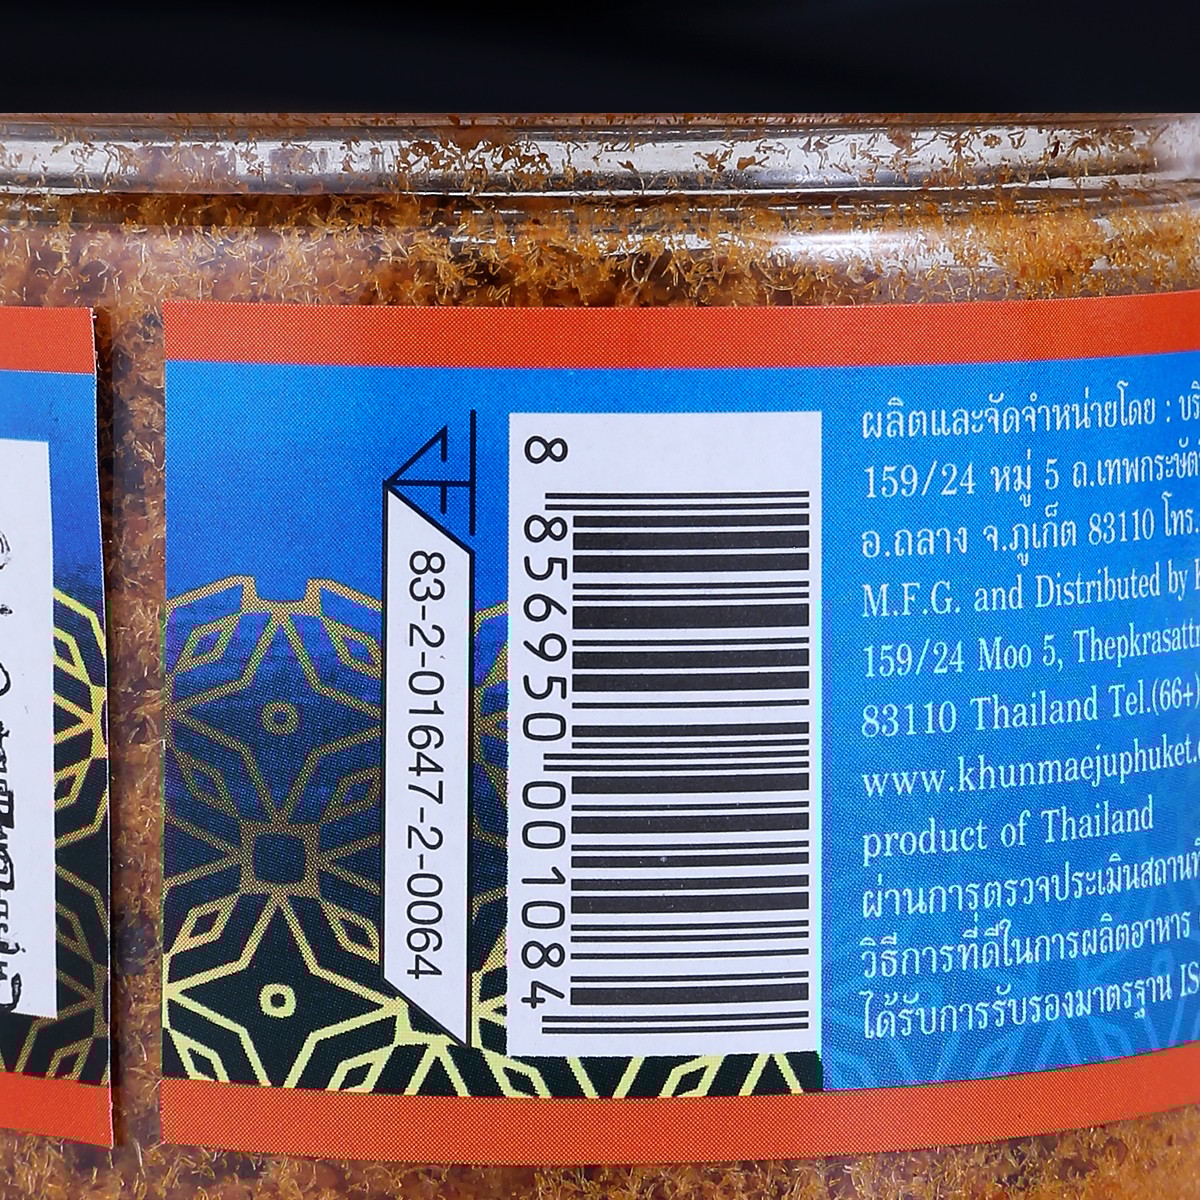 อย
83-2-01647-2-0064
8 856950 001084
ผลิตและจัดจำหน่ายโดย :
159/24 หมู่ 5 ถ.เทพกระษัต
อ.ถลาง จ.ภูเก็ต 83110 โทร.
M.F.G. and Distributed by
159/24 Moo 5, Thepkrasattr
83110 Thailand Tel.(66+)
www.khunmaejuphuket.
product of Thailand
ผ่านการตรวจประเมินสถานที่
วิธีการที่ดีในการผลิตอาหาร
ได้รับการรับรองมาตรฐาน IS